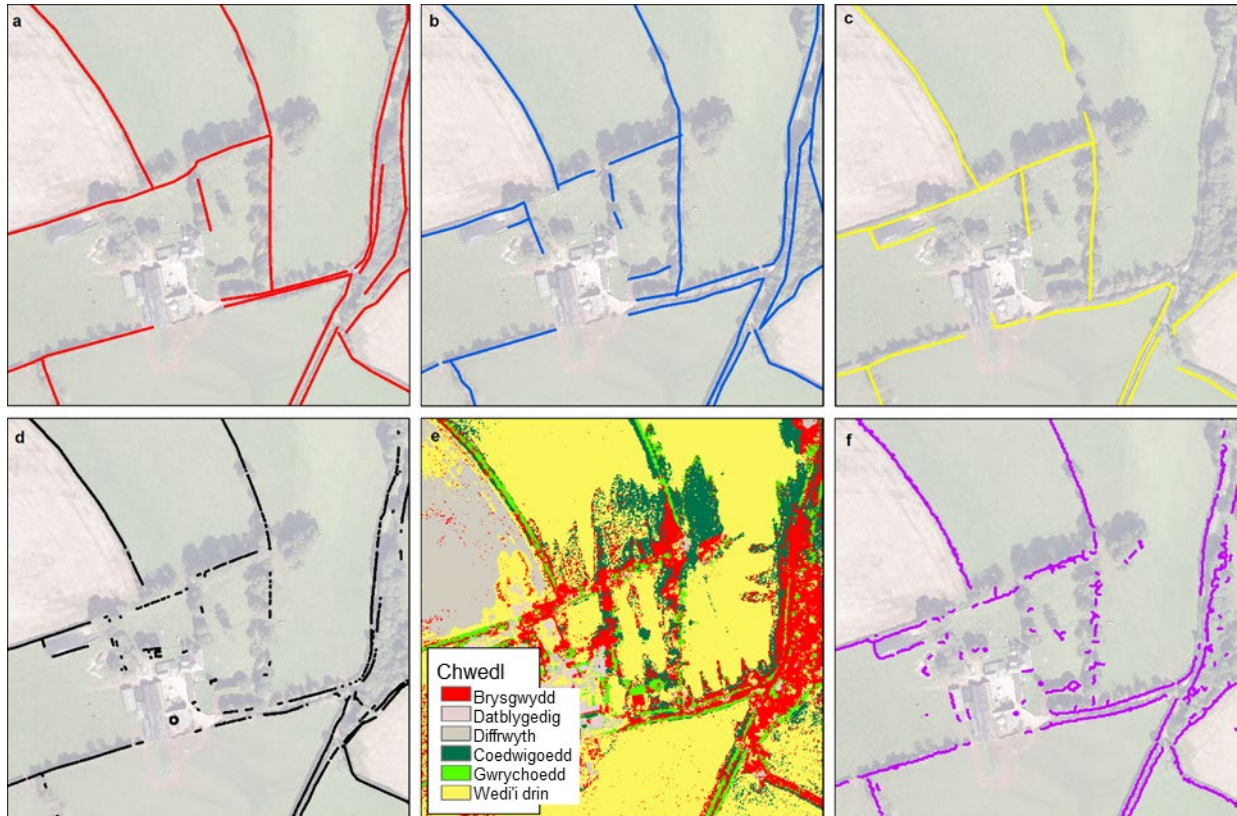 a
b
c
d
e
f
Chwedl
Brysgwydd
Datblygedig
Diffrwyth
Coedwigoedd
Gwrychoedd
Wedi'i drin